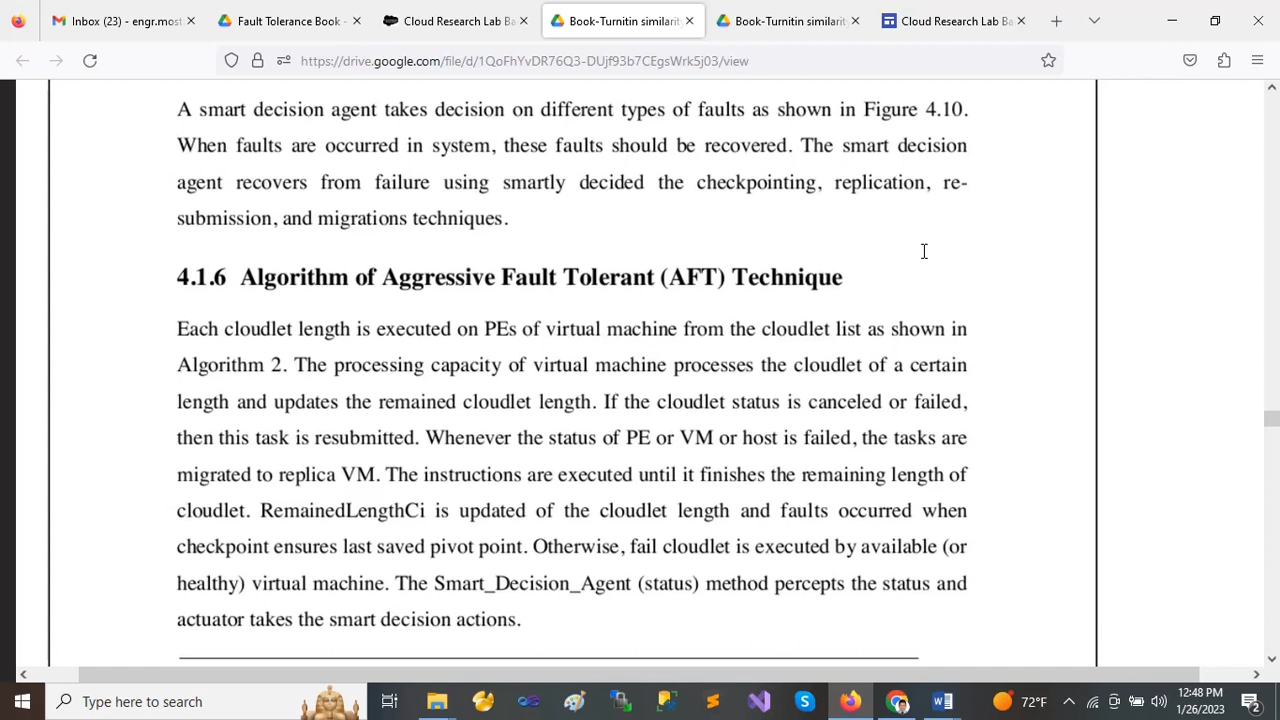 Inbox (23) - engr.most
Fault Tolerance Book -
Cloud Research Lab Ba
Book-Turnitin similarit
Book-Turnitin similarit
Cloud Research Lab Ba
https://drive.google.com/file/d/1QoFhYvDR76Q3-DUjf93b7CEgsWrk5j03/view
A smart decision agent takes decision on different types of faults as shown in Figure 4.10.
When faults are occurred in system, these faults should be recovered. The smart decision
agent recovers from failure using smartly decided the checkpointing, replication, re-
submission, and migrations techniques.
4.1.6 Algorithm of Aggressive Fault Tolerant (AFT) Technique
Each cloudlet length is executed on PEs of virtual machine from the cloudlet list as shown in
Algorithm 2. The processing capacity of virtual machine processes the cloudlet of a certain
length and updates the remained cloudlet length. If the cloudlet status is canceled or failed,
then this task is resubmitted. Whenever the status of PE or VM or host is failed, the tasks are
migrated to replica VM. The instructions are executed until it finishes the remaining length of
cloudlet. RemainedLengthCi is updated of the cloudlet length and faults occurred when
checkpoint ensures last saved pivot point. Otherwise, fail cloudlet is executed by available (or
healthy) virtual machine. The Smart_Decision_Agent (status) method percepts the status and
actuator takes the smart decision actions.
Type here to search
72°F
12:48 PM
1/26/2023
2